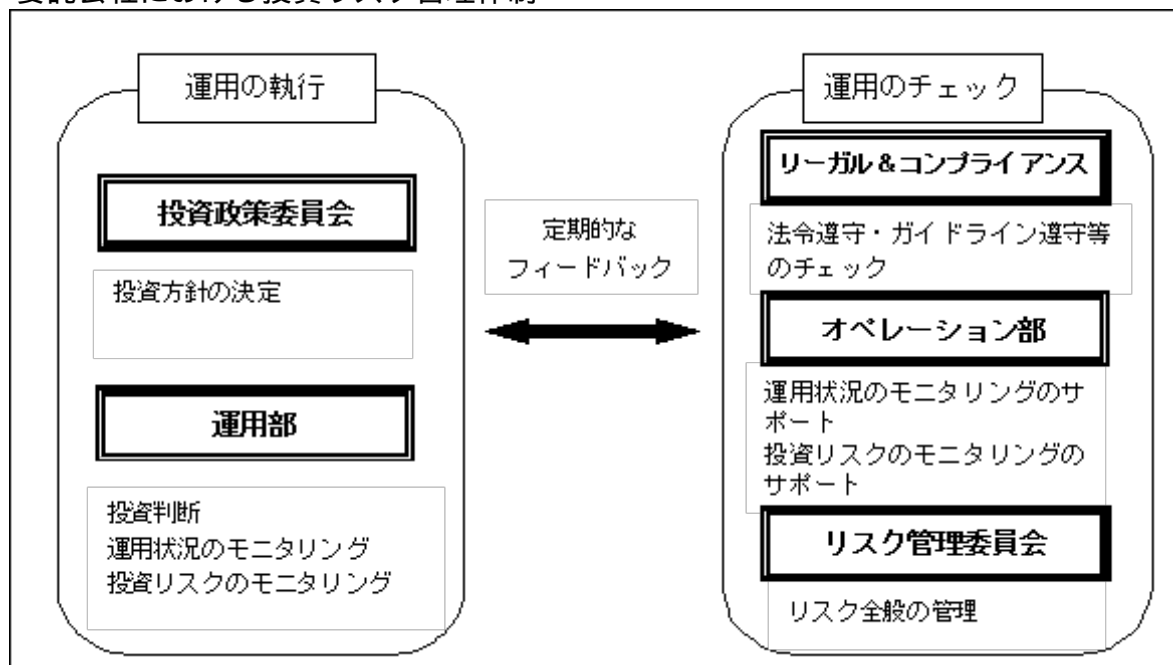 委託会社における投資リスク管理体制
運用の執行
投資政策委員会
投資方針の決定
運用部
投資判断
運用状況のモニタリング
投資リスクのモニタリング
定期的な
フィードバック
運用のチェック
リーガル&コンプライアンス
法令遵守・ガイドライン遵守等
のチェック
オペレーション部
運用状況のモニタリングのサ
ポート
投資リスクのモニタリングの
サポート
リスク管理委員会
リスク全般の管理